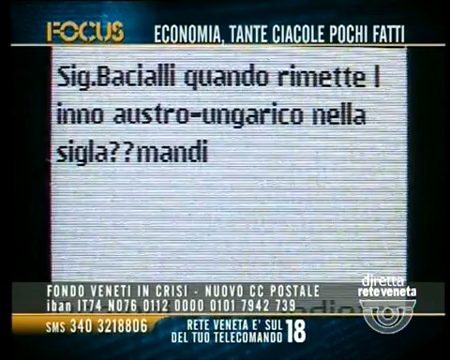 FOCUS ECONOMIA, TANTE CIACOLE POCHI FATTI
Sig.Bacialli quando rimette l
inno austro-ungarico nella
sigla??mandi
diretta
reteveneta
FONDO VENETI IN CRISI - NUOVO CC POSTALE
iban IT74 N076 0112 0000 0101 7942 739
SMS 340 3218806
RETE VENETA E' SUL
DEL TUO TELECOMANDO 18